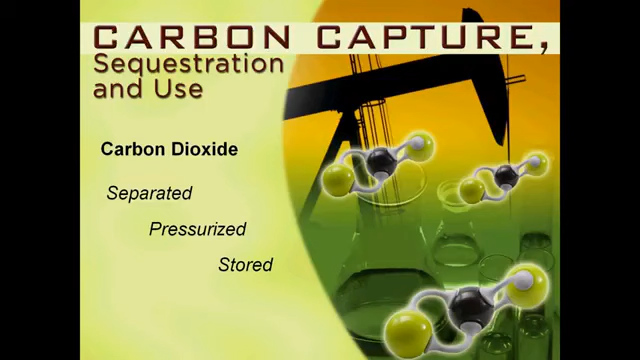 CARBON CAPTURE,
Sequestration
and Use
Carbon Dioxide
Separated
Pressurized
Stored